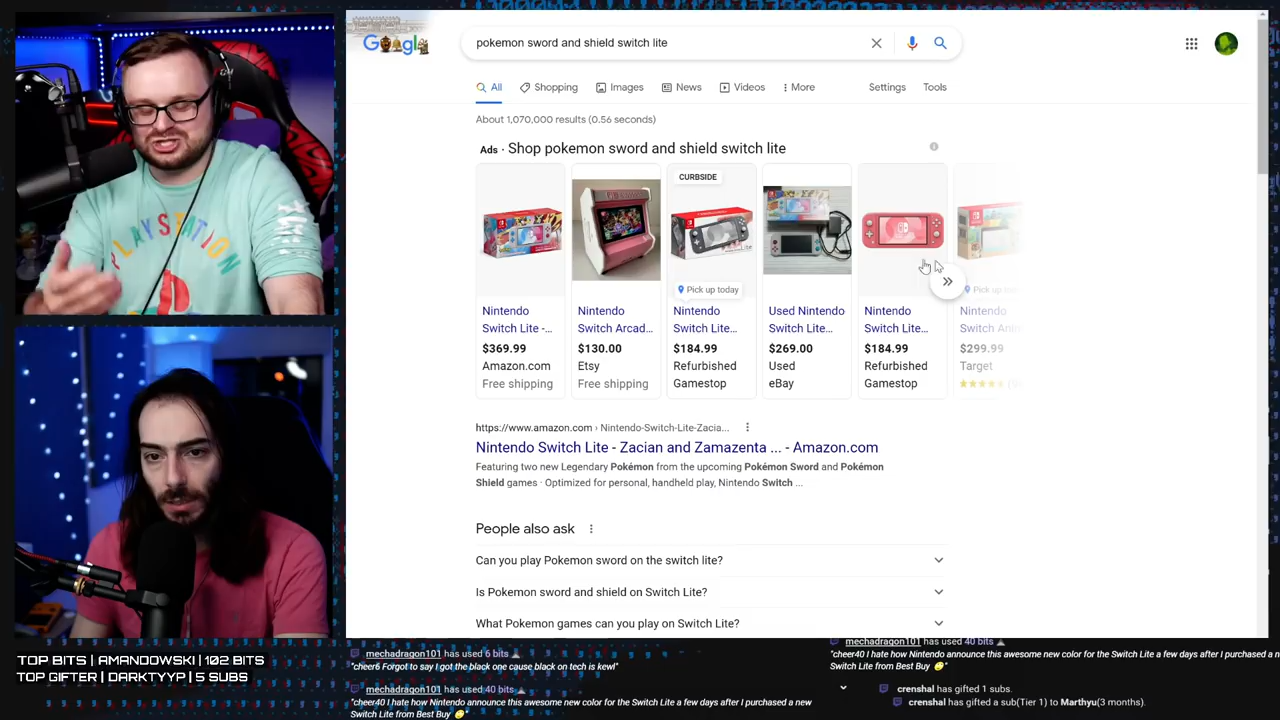 Google
pokemon sword and shield switch lite
All
Shopping
Images
News
Videos
More
Settings
Tools
About 1,070,000 results (0.56 seconds)
Ads · Shop pokemon sword and shield switch lite
CURBSIDE
Pick up today
Pick up
Nintendo
Switch Lite -...
$369.99
Amazon.com
Free shipping
Nintendo
Switch Arcad...
$130.00
Etsy
Free shipping
Nintendo
Switch Lite...
$184.99
Refurbished
Gamestop
Used Nintendo
Switch Lite...
$269.00
Used
eBay
Nintendo
Switch Lite...
$184.99
Refurbished
Gamestop
Nintendo
Switch Ani
$299.99
Target
https://www.amazon.com › Nintendo-Switch-Lite-Zacia...
Nintendo Switch Lite - Zacian and Zamazenta ... - Amazon.com
Featuring two new Legendary Pokémon from the upcoming Pokémon Sword and Pokémon
Shield games · Optimized for personal, handheld play, Nintendo Switch ...
People also ask
Can you play Pokemon sword on the switch lite?
Is Pokemon sword and shield on Switch Lite?
What Pokemon games can you play on Switch Lite?
PLAYSTATION
TOP BITS | AMANDOWSKI | 102 BITS
TOP GIFTER | DARKTYYP | 5 SUBS
mechadragon101 has used 6 bits
"cheer6 Forgot to say I got the black one cause black on tech is kewl"
mechadragon101 has used 40 bits
"cheer40 I hate how Nintendo announce this awesome new color for the Switch Lite a few days after I purchased a new
Switch Lite from Best Buy"
mechadragon101 has used 40 bits
"cheer40 I hate how Nintendo announce this awesome new color for the Switch Lite a few days after I purchased a n
Switch Lite from Best Buy"
crenshal has gifted 1 subs.
crenshal has gifted a sub(Tier 1) to Marthyu(3 months).